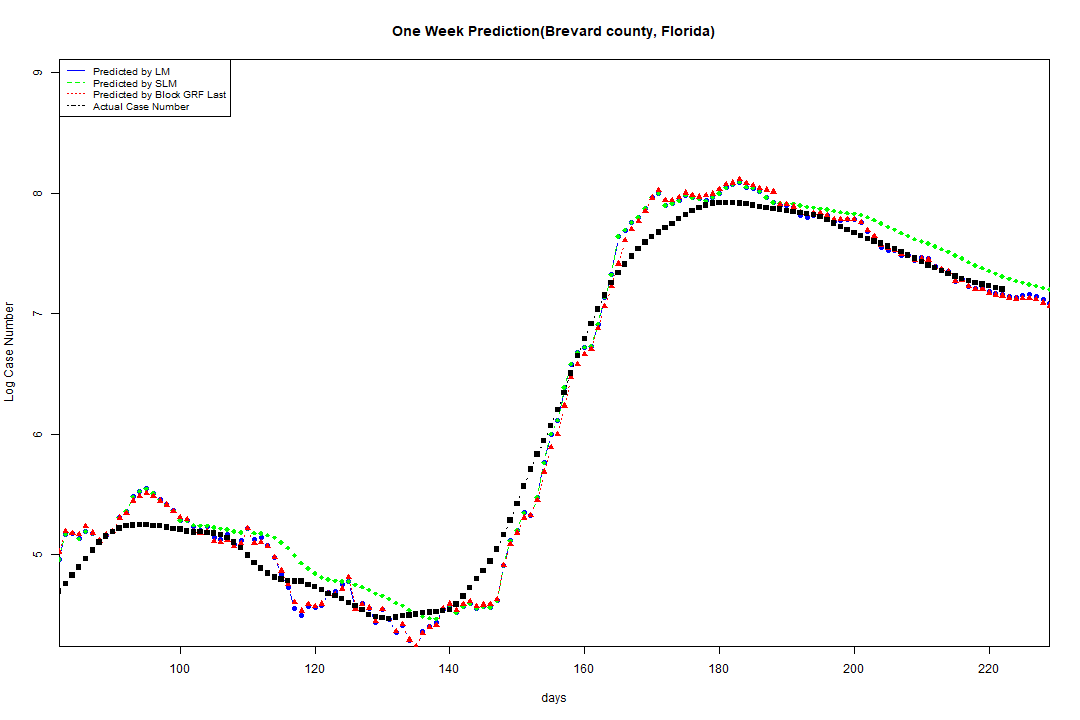 One Week Prediction(Brevard county, Florida)
Predicted by LM
Predicted by SLM
Predicted by Block GRF Last
Actual Case Number
9
8
7
6
5
Log Case Number
100 120 140 160 180 200 220
days